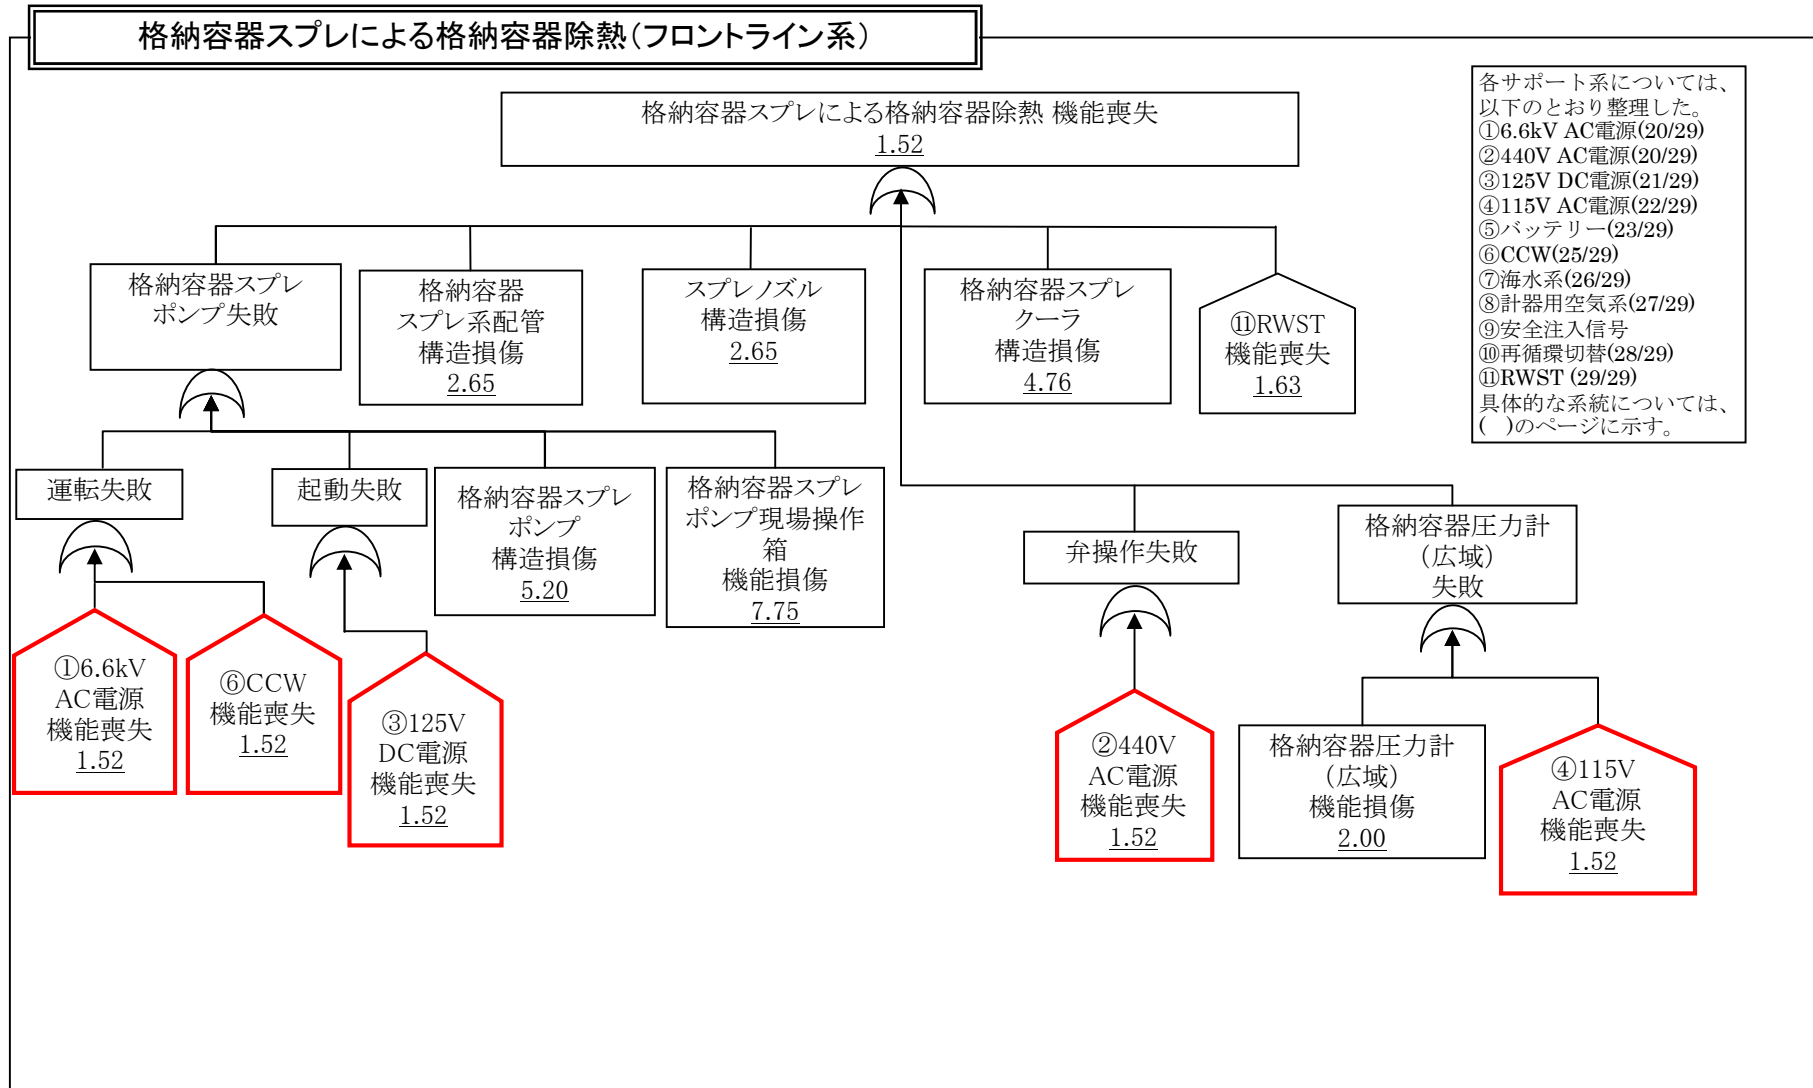 格納容器スプレによる格納容器除熱(フロントライン系)
各サポート系については、
以下のとおり整理した。
①6.6kV AC電源(20/29)
②440V AC電源(20/29)
③125V DC電源(21/29)
④115V AC電源(22/29)
⑤バッテリー(23/29)
⑥CCW(25/29)
⑦海水系(26/29)
⑧計器用空気系(27/29)
⑨安全注入信号
⑩再循環切替(28/29)
⑪RWST (29/29)
具体的な系統については、
( )のページに示す。
格納容器スプレによる格納容器除熱 機能喪失
1.52
格納容器スプレ
ポンプ失敗
格納容器
スプレ系配管
構造損傷
2.65
スプレノズル
構造損傷
2.65
格納容器スプレ
クーラ
構造損傷
4.76
⑪RWST
機能喪失
1.63
運転失敗
起動失敗
格納容器スプレ
ポンプ
構造損傷
5.20
格納容器スプレ
ポンプ現場操作
箱
機能損傷
7.75
弁操作失敗
格納容器圧力計
(広域)
失敗
①6.6kV
AC電源
機能喪失
1.52
⑥CCW
機能喪失
1.52
③125V
DC電源
機能喪失
1.52
②440V
AC電源
機能喪失
1.52
格納容器圧力計
(広域)
機能損傷
2.00
④115V
AC電源
機能喪失
1.52